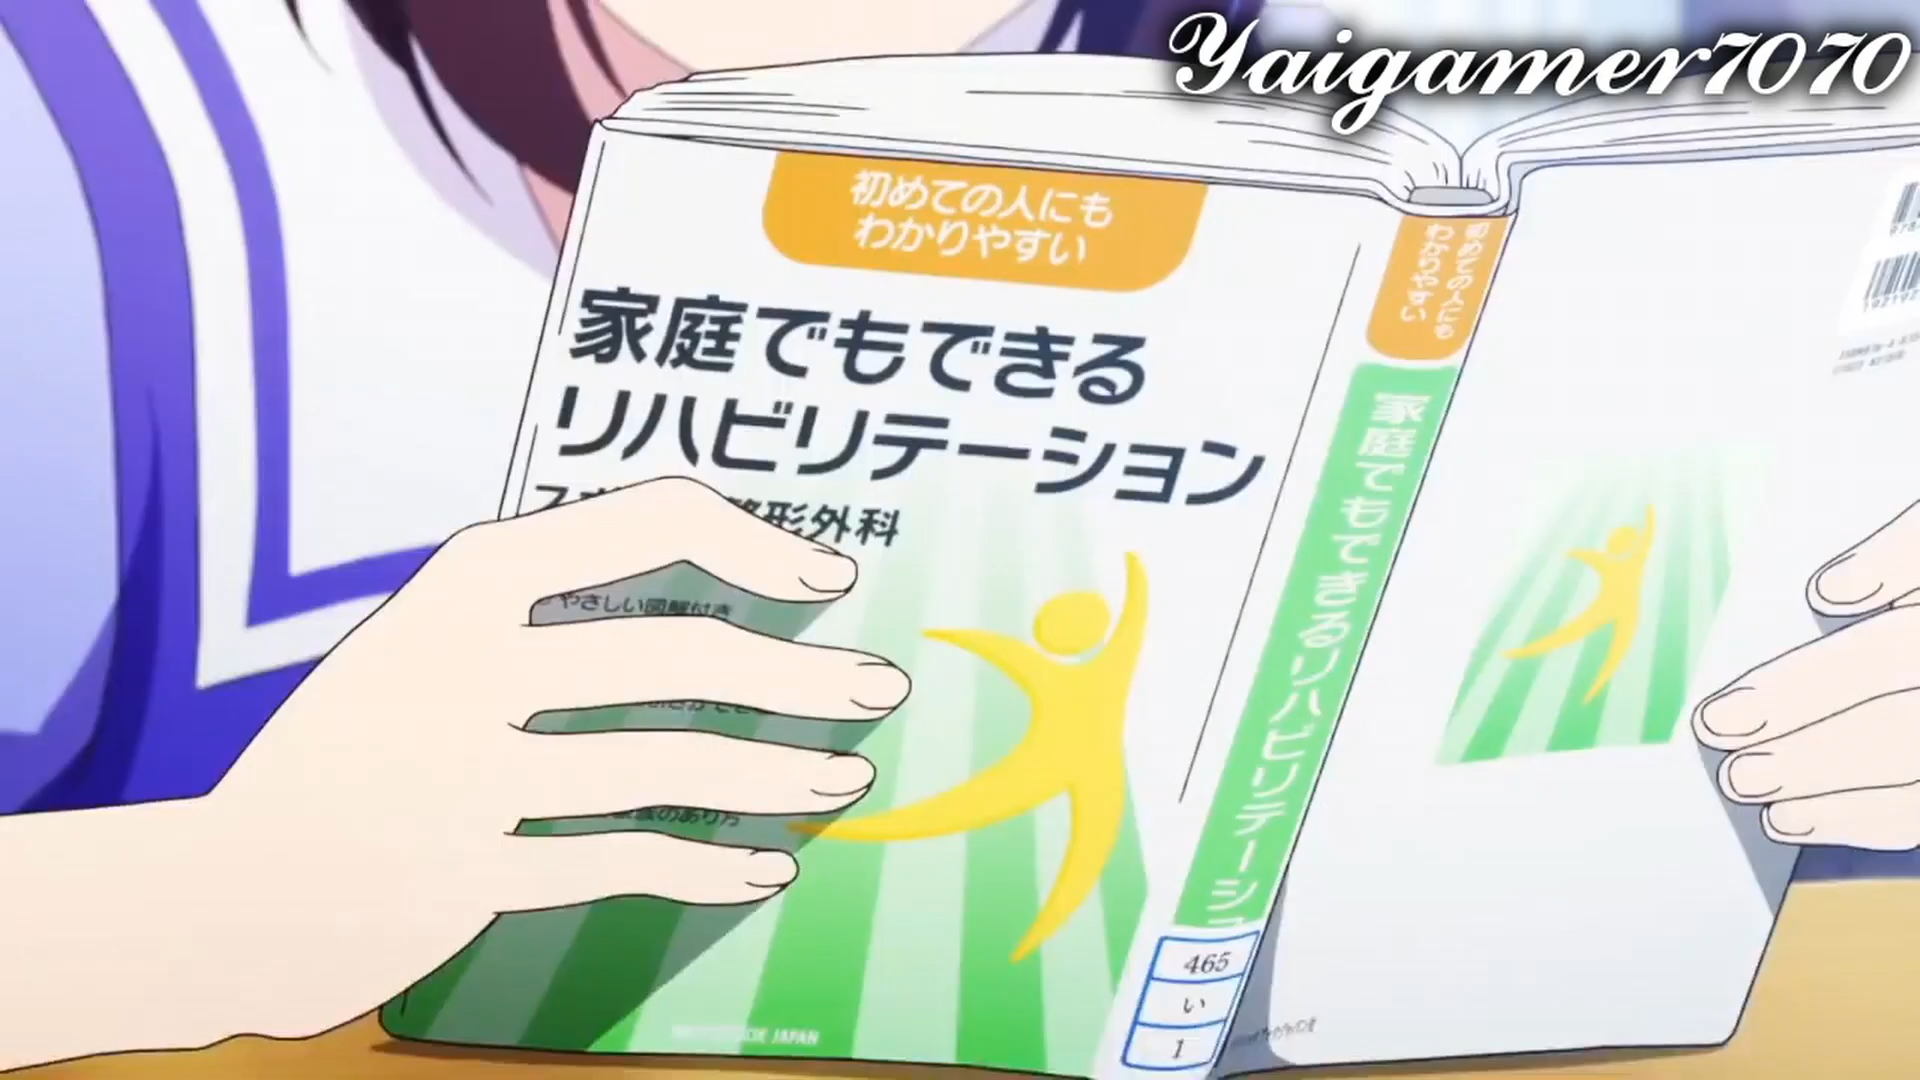 Yaigamer7070
初めての人にも
わかりやすい
家庭でもできる
リハビリテーション
整形外科
やさしい図解付き
初めての人にも
わかりやすい
家庭でもできるリハビリテーショ
465
い
1
JAPAN